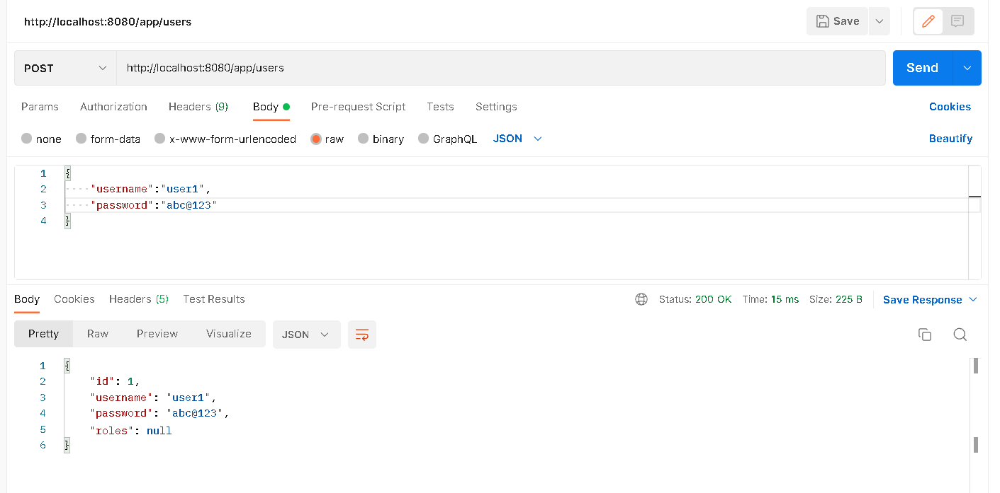 http://localhost:8080/app/users Save
POST http://localhost:8080/app/users Send
Params Authorization Headers (9) Body Pre-request Script Tests Settings Cookies
none form-data x-www-form-urlencoded raw binary GraphQL JSON Beautify
1 {
2 ····"username":"user1",
3 ····"password":"abc@123"
4 }
Body Cookies Headers (5) Test Results Status: 200 OK Time: 15 ms Size: 225 B Save Response
Pretty Raw Preview Visualize JSON
1 {
2 "id": 1,
3 "username": "user1",
4 "password": "abc@123",
5 "roles": null
6 }